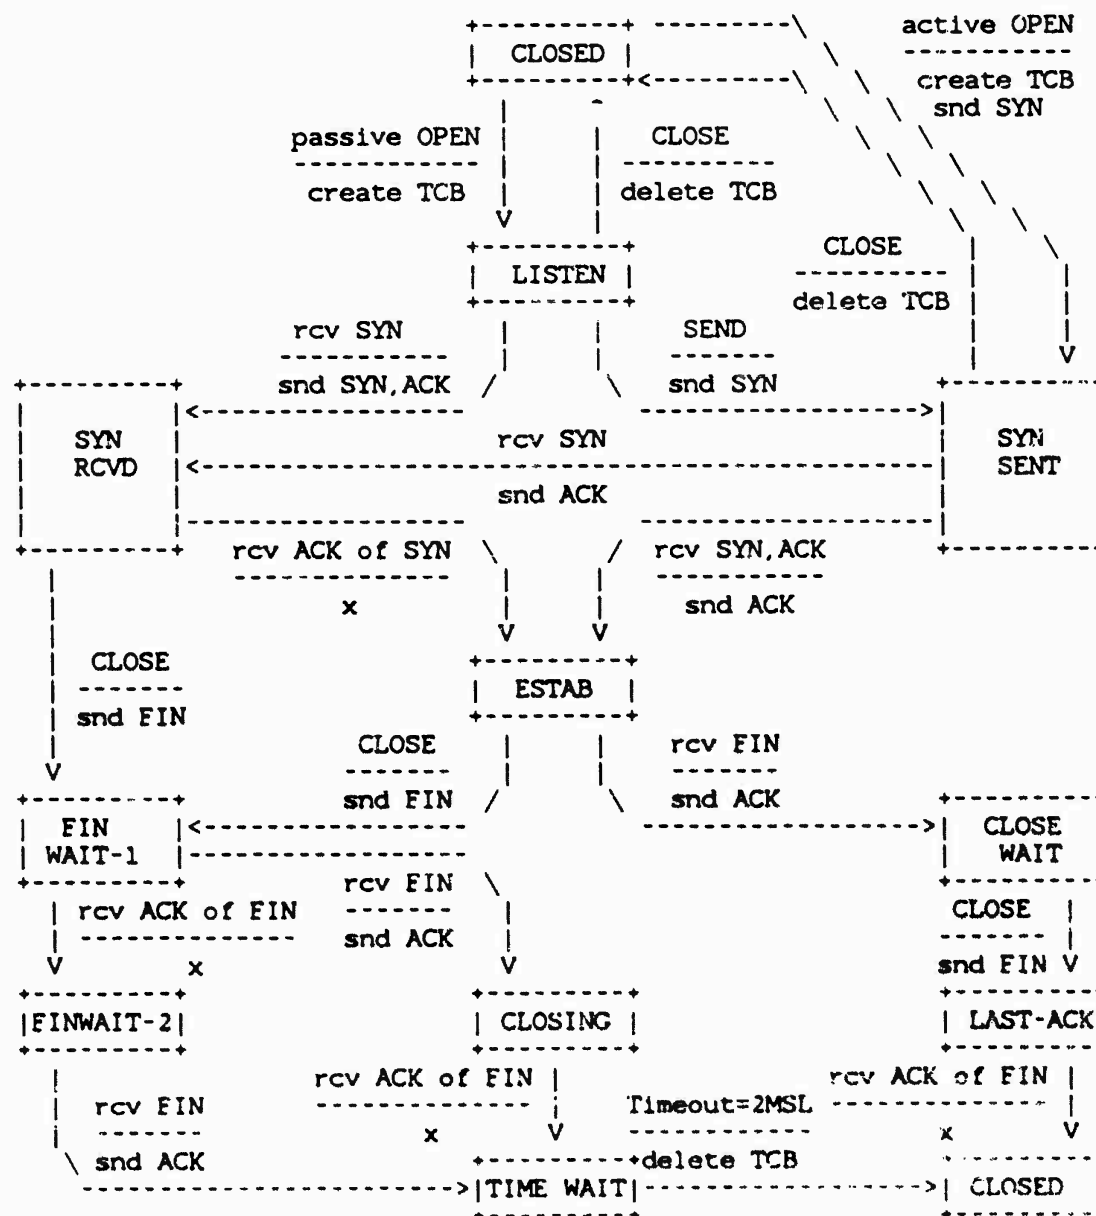 active OPEN
CLOSED
create TCB
snd SYN
passive OPEN CLOSE
create TCB delete TCB
CLOSE
LISTEN
delete TCB
rcv SYN SEND
snd SYN,ACK snd SYN
SYN rcv SYN SYN
RCVD SENT
snd ACK
rcv ACK of SYN rcv SYN,ACK
x snd ACK
CLOSE
ESTAB
snd FIN
CLOSE rcv FIN
snd FIN snd ACK
FIN CLOSE
WAIT-1 WAIT
rcv FIN
rcv ACK of FIN CLOSE
snd ACK
x snd FIN
FINWAIT-2 CLOSING LAST-ACK
rcv ACK of FIN rcv ACK of FIN
rcv FIN Timeout=2MSL
x x
snd ACK delete TCB
TIME WAIT CLOSED